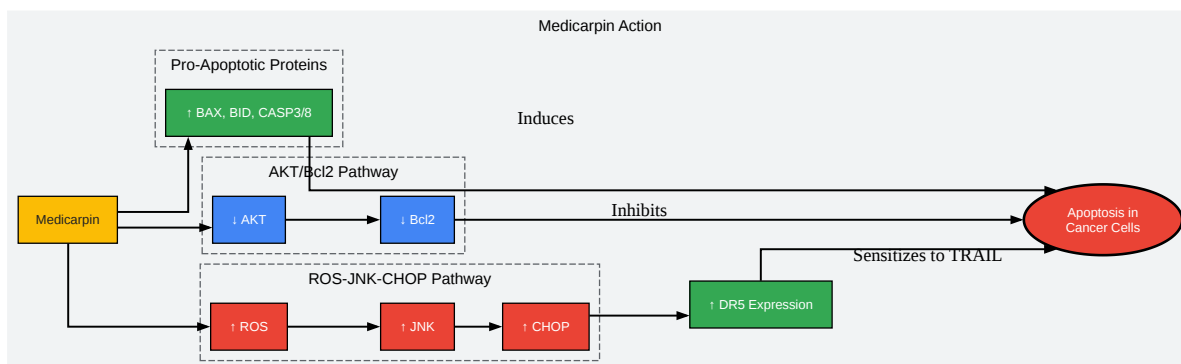 Medicarpin Action
Pro-Apoptotic Proteins
↑ BAX, BID, CASP3/8
Induces
AKT/Bcl2 Pathway
Medicarpin
↓ AKT
↓ Bcl2
Inhibits
Apoptosis in
Cancer Cells
Sensitizes to TRAIL
ROS-JNK-CHOP Pathway
↑ DR5 Expression
↑ ROS
↑ JNK
↑ CHOP